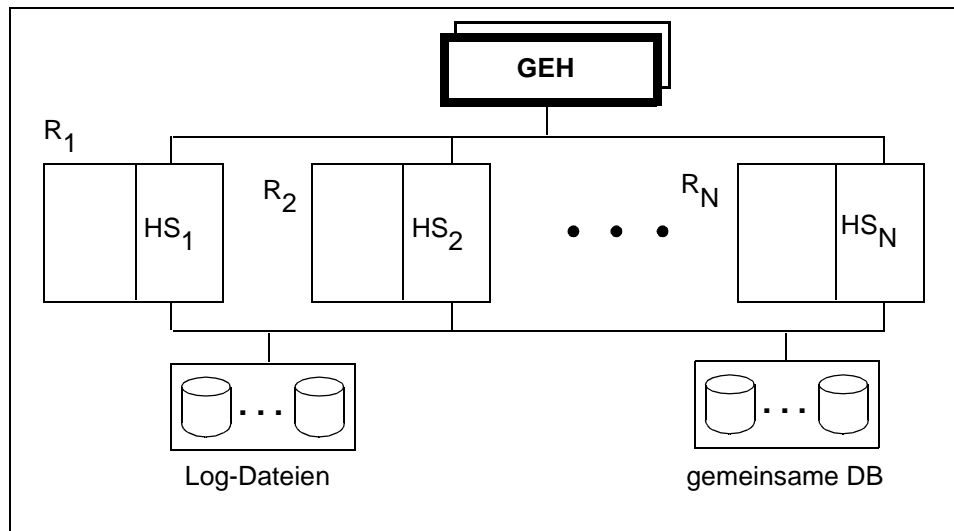 GEH
R1
R2
RN
HS1
HS2
HSN
Log-Dateien
gemeinsame DB